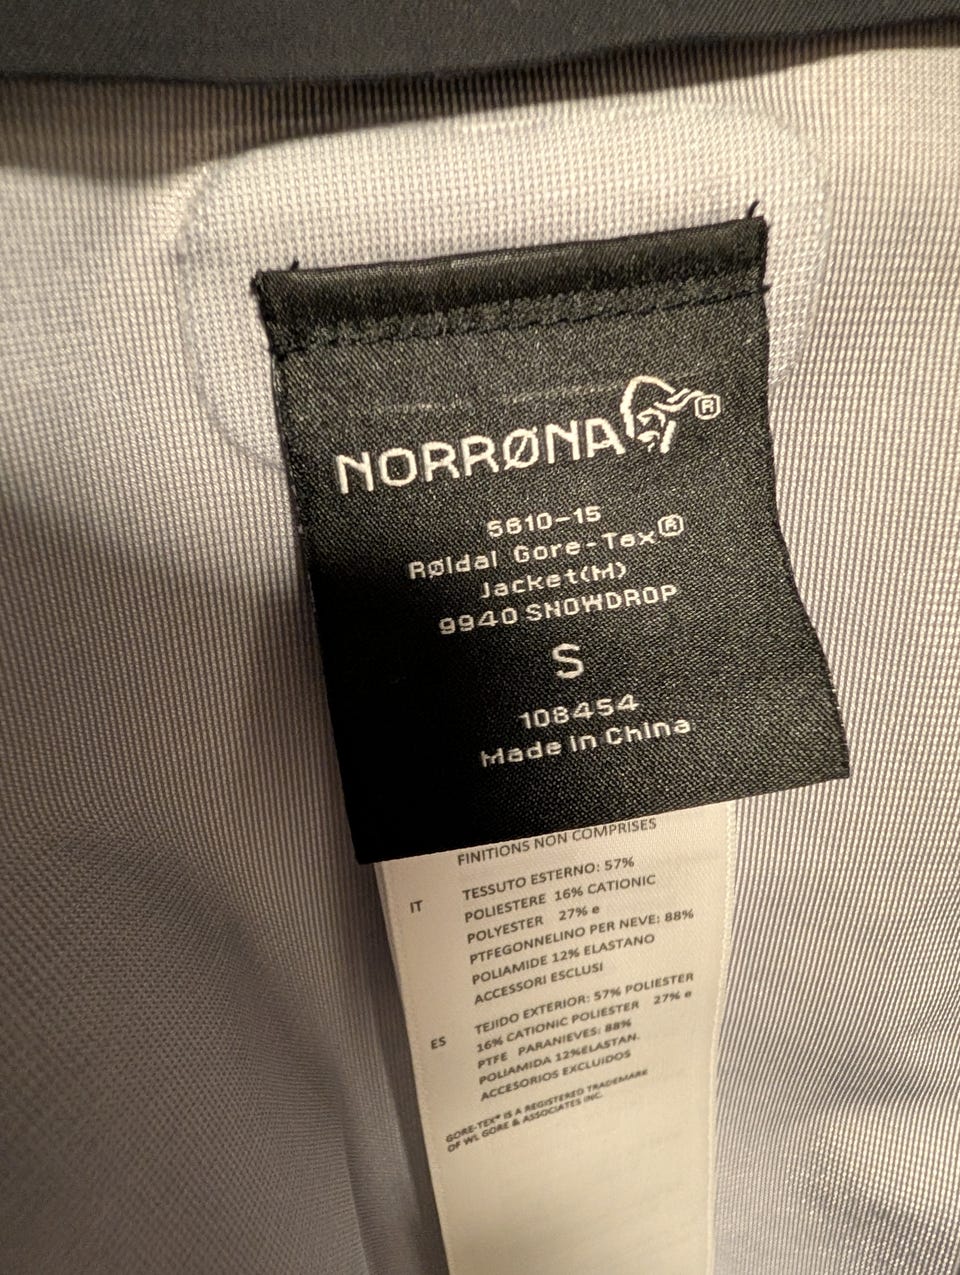 NORRØNA®
5610-15
Røldal Gore-Tex®
Jacket(M)
9940 SNOWDROP
S
108454
Made in China
FINITIONS NON COMPRISES
IT TESSUTO ESTERNO: 57%
POLIESTERE 16% CATIONIC
POLYESTER 27% e
PTFEGONNELINO PER NEVE: 88%
POLIAMIDE 12% ELASTANO
ACCESSORI ESCLUSI
ES TEJIDO EXTERIOR: 57% POLIESTER
16% CATIONIC POLIESTER 27% e
PTFE PARANIEVES: 88%
POLIAMIDA 12%ELASTAN.
ACCESORIOS EXCLUIDOS
GORE-TEX® IS A REGISTERED TRADEMARK
OF WL GORE & ASSOCIATES INC.